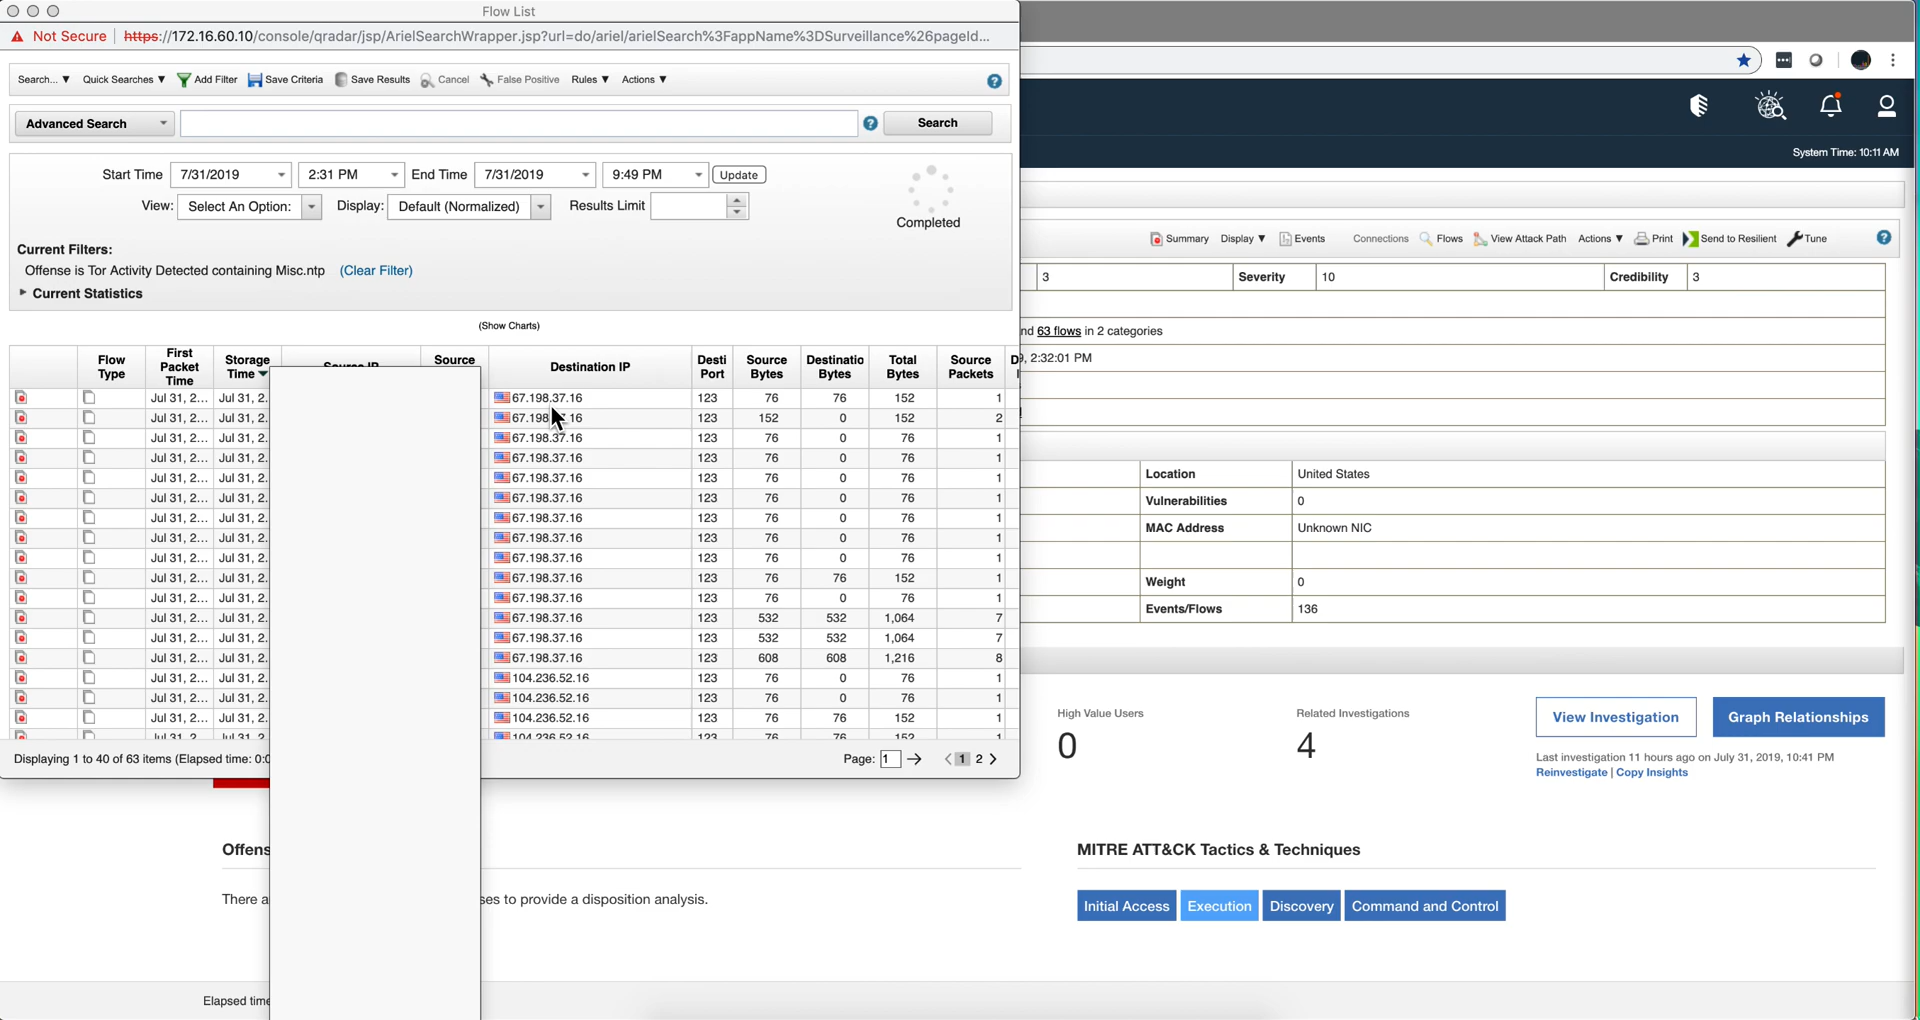 Flow List
Not Secure | https://172.16.60.10/console/qradar/jsp/ArielSearchWrapper.jsp?url=do/ariel/arielSearch%3FappName%3DSurveillance%26pageId...
Search... ▼ Quick Searches ▼ Add Filter Save Criteria Save Results Cancel False Positive Rules ▼ Actions ▼
Advanced Search Search
Start Time 7/31/2019 2:31 PM End Time 7/31/2019 9:49 PM Update
View: Select An Option: Display: Default (Normalized) Results Limit
Completed
Current Filters:
Offense is Tor Activity Detected containing Misc.ntp (Clear Filter)
Current Statistics
(Show Charts)
Flow Type First Packet Time Storage Time Source IP Source Destination IP Desti Port Source Bytes Destinatio Bytes Total Bytes Source Packets
Jul 31, 2... Jul 31, 2. 67.198.37.16 123 76 76 152 1
Jul 31, 2... Jul 31, 2. 67.198.37.16 123 152 0 152 2
Jul 31, 2... Jul 31, 2. 67.198.37.16 123 76 0 76 1
Jul 31, 2... Jul 31, 2. 67.198.37.16 123 76 0 76 1
Jul 31, 2... Jul 31, 2. 67.198.37.16 123 76 0 76 1
Jul 31, 2... Jul 31, 2. 67.198.37.16 123 76 0 76 1
Jul 31, 2... Jul 31, 2. 67.198.37.16 123 76 0 76 1
Jul 31, 2... Jul 31, 2. 67.198.37.16 123 76 0 76 1
Jul 31, 2... Jul 31, 2. 67.198.37.16 123 76 0 76 1
Jul 31, 2... Jul 31, 2. 67.198.37.16 123 76 76 152 1
Jul 31, 2... Jul 31, 2. 67.198.37.16 123 76 0 76 1
Jul 31, 2... Jul 31, 2. 67.198.37.16 123 532 532 1,064 7
Jul 31, 2... Jul 31, 2. 67.198.37.16 123 532 532 1,064 7
Jul 31, 2... Jul 31, 2. 67.198.37.16 123 608 608 1,216 8
Jul 31, 2... Jul 31, 2. 104.236.52.16 123 76 0 76 1
Jul 31, 2... Jul 31, 2. 104.236.52.16 123 76 0 76 1
Jul 31, 2... Jul 31, 2. 104.236.52.16 123 76 76 152 1
Jul 31, 2 Jul 31, 2 104.236.52.16 123 76 76 152 1
Displaying 1 to 40 of 63 items (Elapsed time: 0:0 Page: 1 1 2
System Time: 10:11 AM
Summary Display ▼ Events Connections Flows View Attack Path Actions ▼ Print Send to Resilient Tune
3 Severity 10 Credibility 3
nd 63 flows in 2 categories
9, 2:32:01 PM
Location United States
Vulnerabilities 0
MAC Address Unknown NIC
Weight 0
Events/Flows 136
High Value Users
0
Related Investigations
4
View Investigation Graph Relationships
Last investigation 11 hours ago on July 31, 2019, 10:41 PM
Reinvestigate | Copy Insights
Offens
There a ses to provide a disposition analysis.
MITRE ATT&CK Tactics & Techniques
Initial Access Execution Discovery Command and Control
Elapsed time